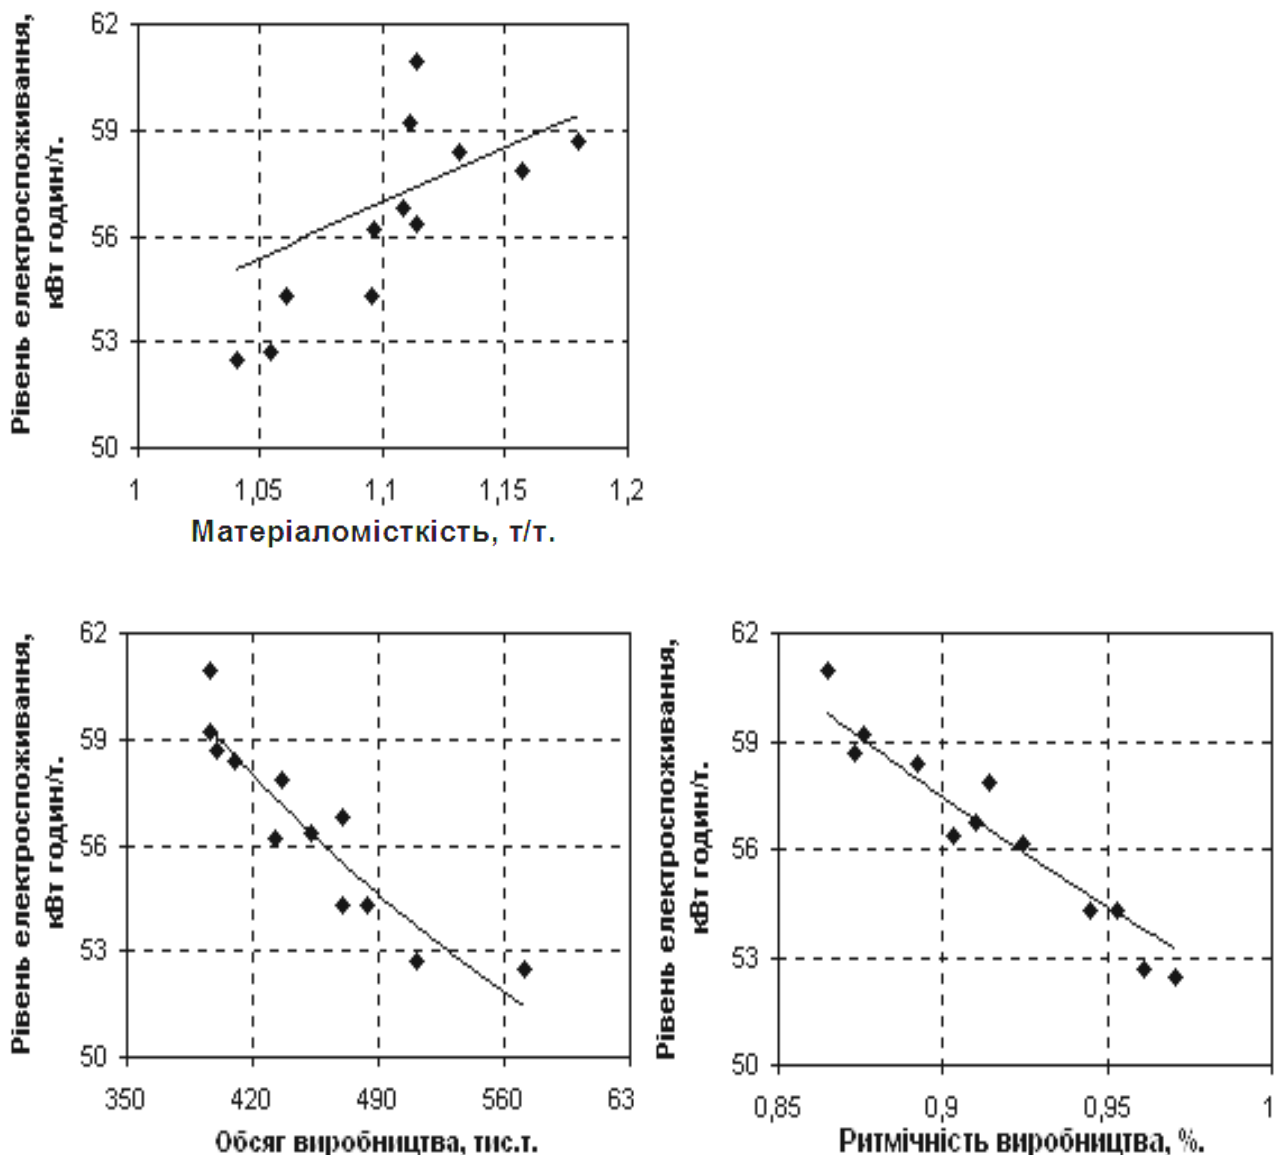 Рівень електроспоживання,
кВт годин/т.
62
59
56
53
50
1 1,05 1,1 1,15 1,2
Матеріаломісткість, т/т.
Рівень електроспоживання,
кВт годин/т.
62
59
56
53
50
350 420 490 560 63
Обсяг виробництва, тис.т.
Рівень електроспоживання,
кВт годин/т.
62
59
56
53
50
0,85 0,9 0,95 1
Ритмічність виробництва, %.